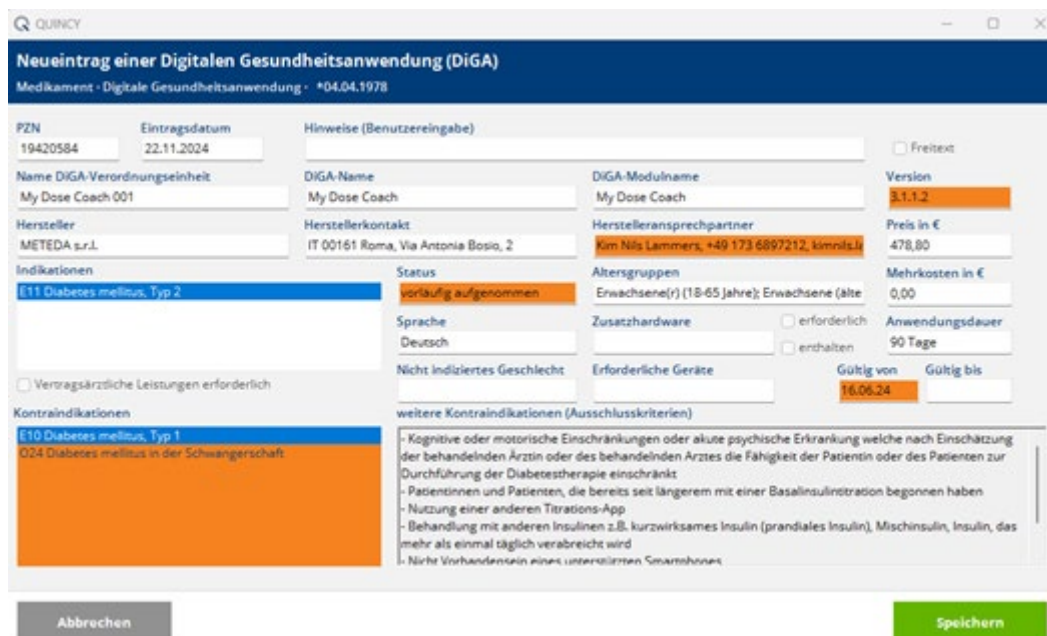 QUINCY
Neueintrag einer Digitalen Gesundheitsanwendung (DiGA)
Medikament · Digitale Gesundheitsanwendung · *04.04.1978
PZN Eintragsdatum Hinweise (Benutzereingabe)
19420584 22.11.2024 Freitext
Name DiGA-Verordnungseinheit DiGA-Name DiGA-Modulname Version
My Dose Coach 001 My Dose Coach My Dose Coach 3.1.1.2
Hersteller Herstellerkontakt Herstelleransprechpartner Preis in €
METEDA s.r.l. IT 00161 Roma, Via Antonia Bosio, 2 Kim Nils Lammers, +49 173 6897212, kimnils.la 478,80
Indikationen Status Altersgruppen Mehrkosten in €
E11 Diabetes mellitus, Typ 2 vorläufig aufgenommen Erwachsene(r) (18-65 Jahre); Erwachsene (älte 0,00
Sprache Zusatzhardware erforderlich Anwendungsdauer
Deutsch enthalten 90 Tage
Vertragsärztliche Leistungen erforderlich Nicht indiziertes Geschlecht Erforderliche Geräte Gültig von Gültig bis
16.06.24
Kontraindikationen weitere Kontraindikationen (Ausschlusskriterien)
E10 Diabetes mellitus, Typ 1
O24 Diabetes mellitus in der Schwangerschaft
- Kognitive oder motorische Einschränkungen oder akute psychische Erkrankung welche nach Einschätzung
der behandelnden Ärztin oder des behandelnden Arztes die Fähigkeit der Patientin oder des Patienten zur
Durchführung der Diabetestherapie einschränkt
- Patientinnen und Patienten, die bereits seit längerem mit einer Basalinsulintitration begonnen haben
- Nutzung einer anderen Titrations-App
- Behandlung mit anderen Insulinen z.B. kurzwirksames Insulin (prandiales Insulin), Mischinsulin, Insulin, das
mehr als einmal täglich verabreicht wird
- Nicht Vorhandensein eines unterstützten Smartphones
Abbrechen Speichern